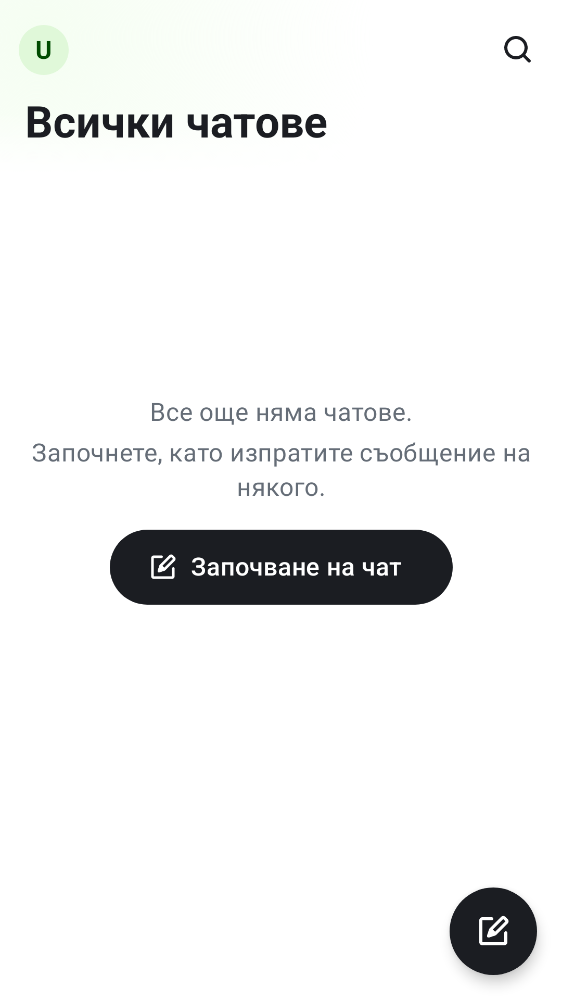 U
Всички чатове
Все още няма чатове.
Започнете, като изпратите съобщение на
някого.
Започване на чат